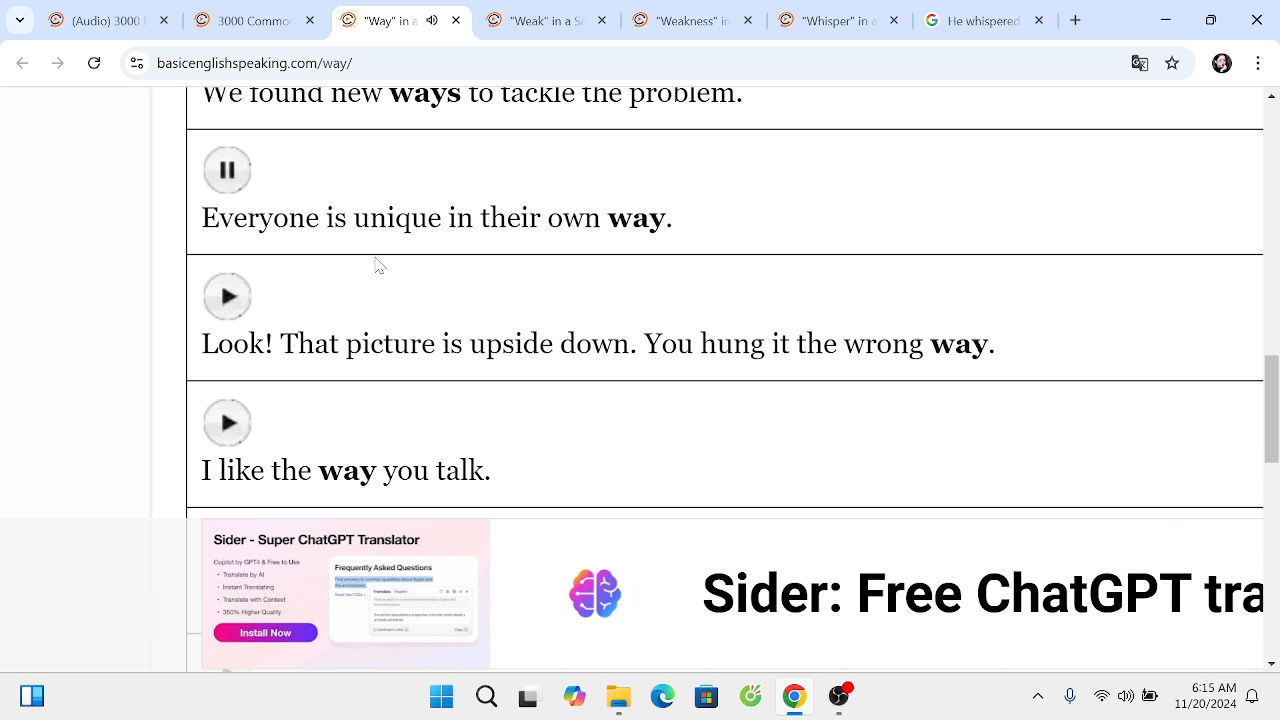 (Audio) 3000
3000 Common
"Way" in a
"Weak" in a Se
"Weakness" in
"Whisper" in a
He whispered
basicenglishspeaking.com/way/
We found new ways to tackle the problem.
Everyone is unique in their own way.
Look! That picture is upside down. You hung it the wrong way.
I like the way you talk.
Sider - Super ChatGPT Translator
Copilot by GPT4 & Free to Use
Translate by AI
Instant Translating
Translate with Context
350% Higher Quality
Install Now
Frequently Asked Questions
Sider: Free ChatGPT tra
6:15 AM
11/20/2024